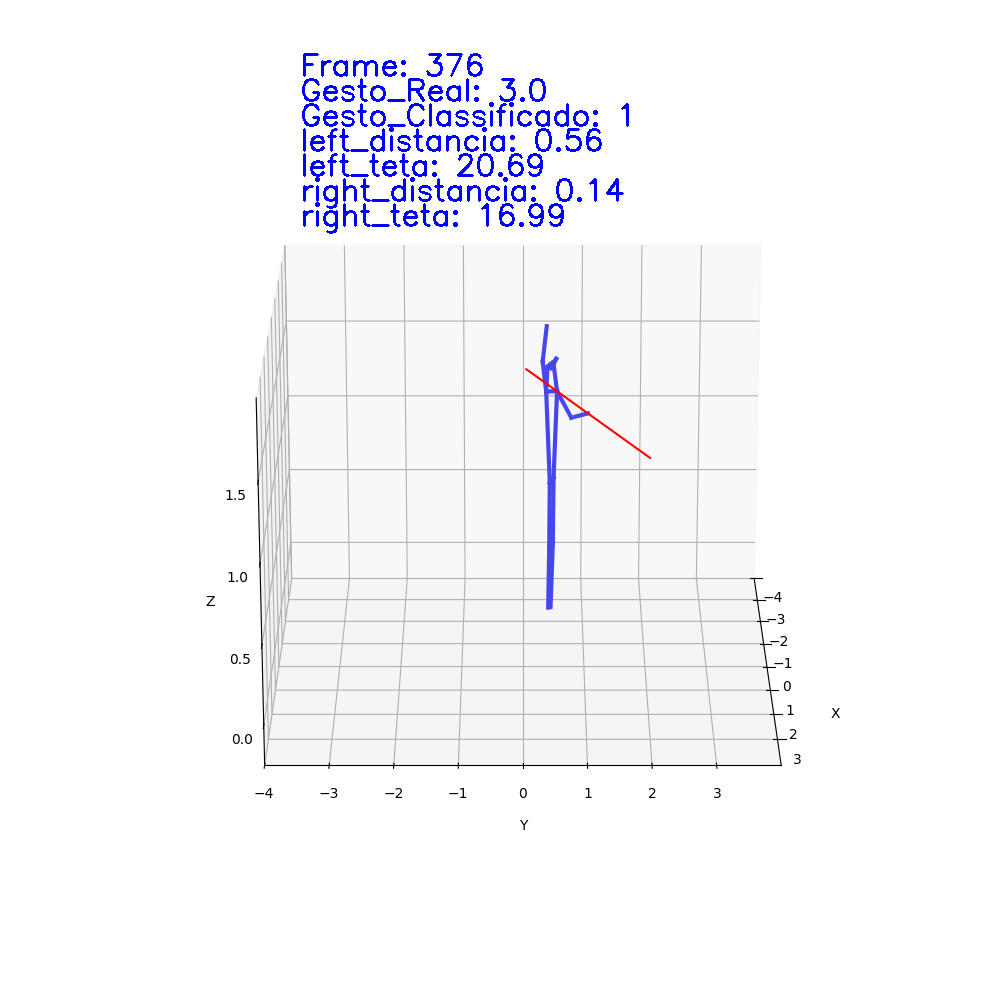 Frame: 376
Gesto_Real: 3.0
Gesto_Classificado: 1
left_distancia: 0.56
left_teta: 20.69
right_distancia: 0.14
right_teta: 16.99
1.5
1.0
0.5
0.0
Z
−4
−3
−2
−1
0
1
2
3
X
−4
−3
−2
−1
0
1
2
3
Y